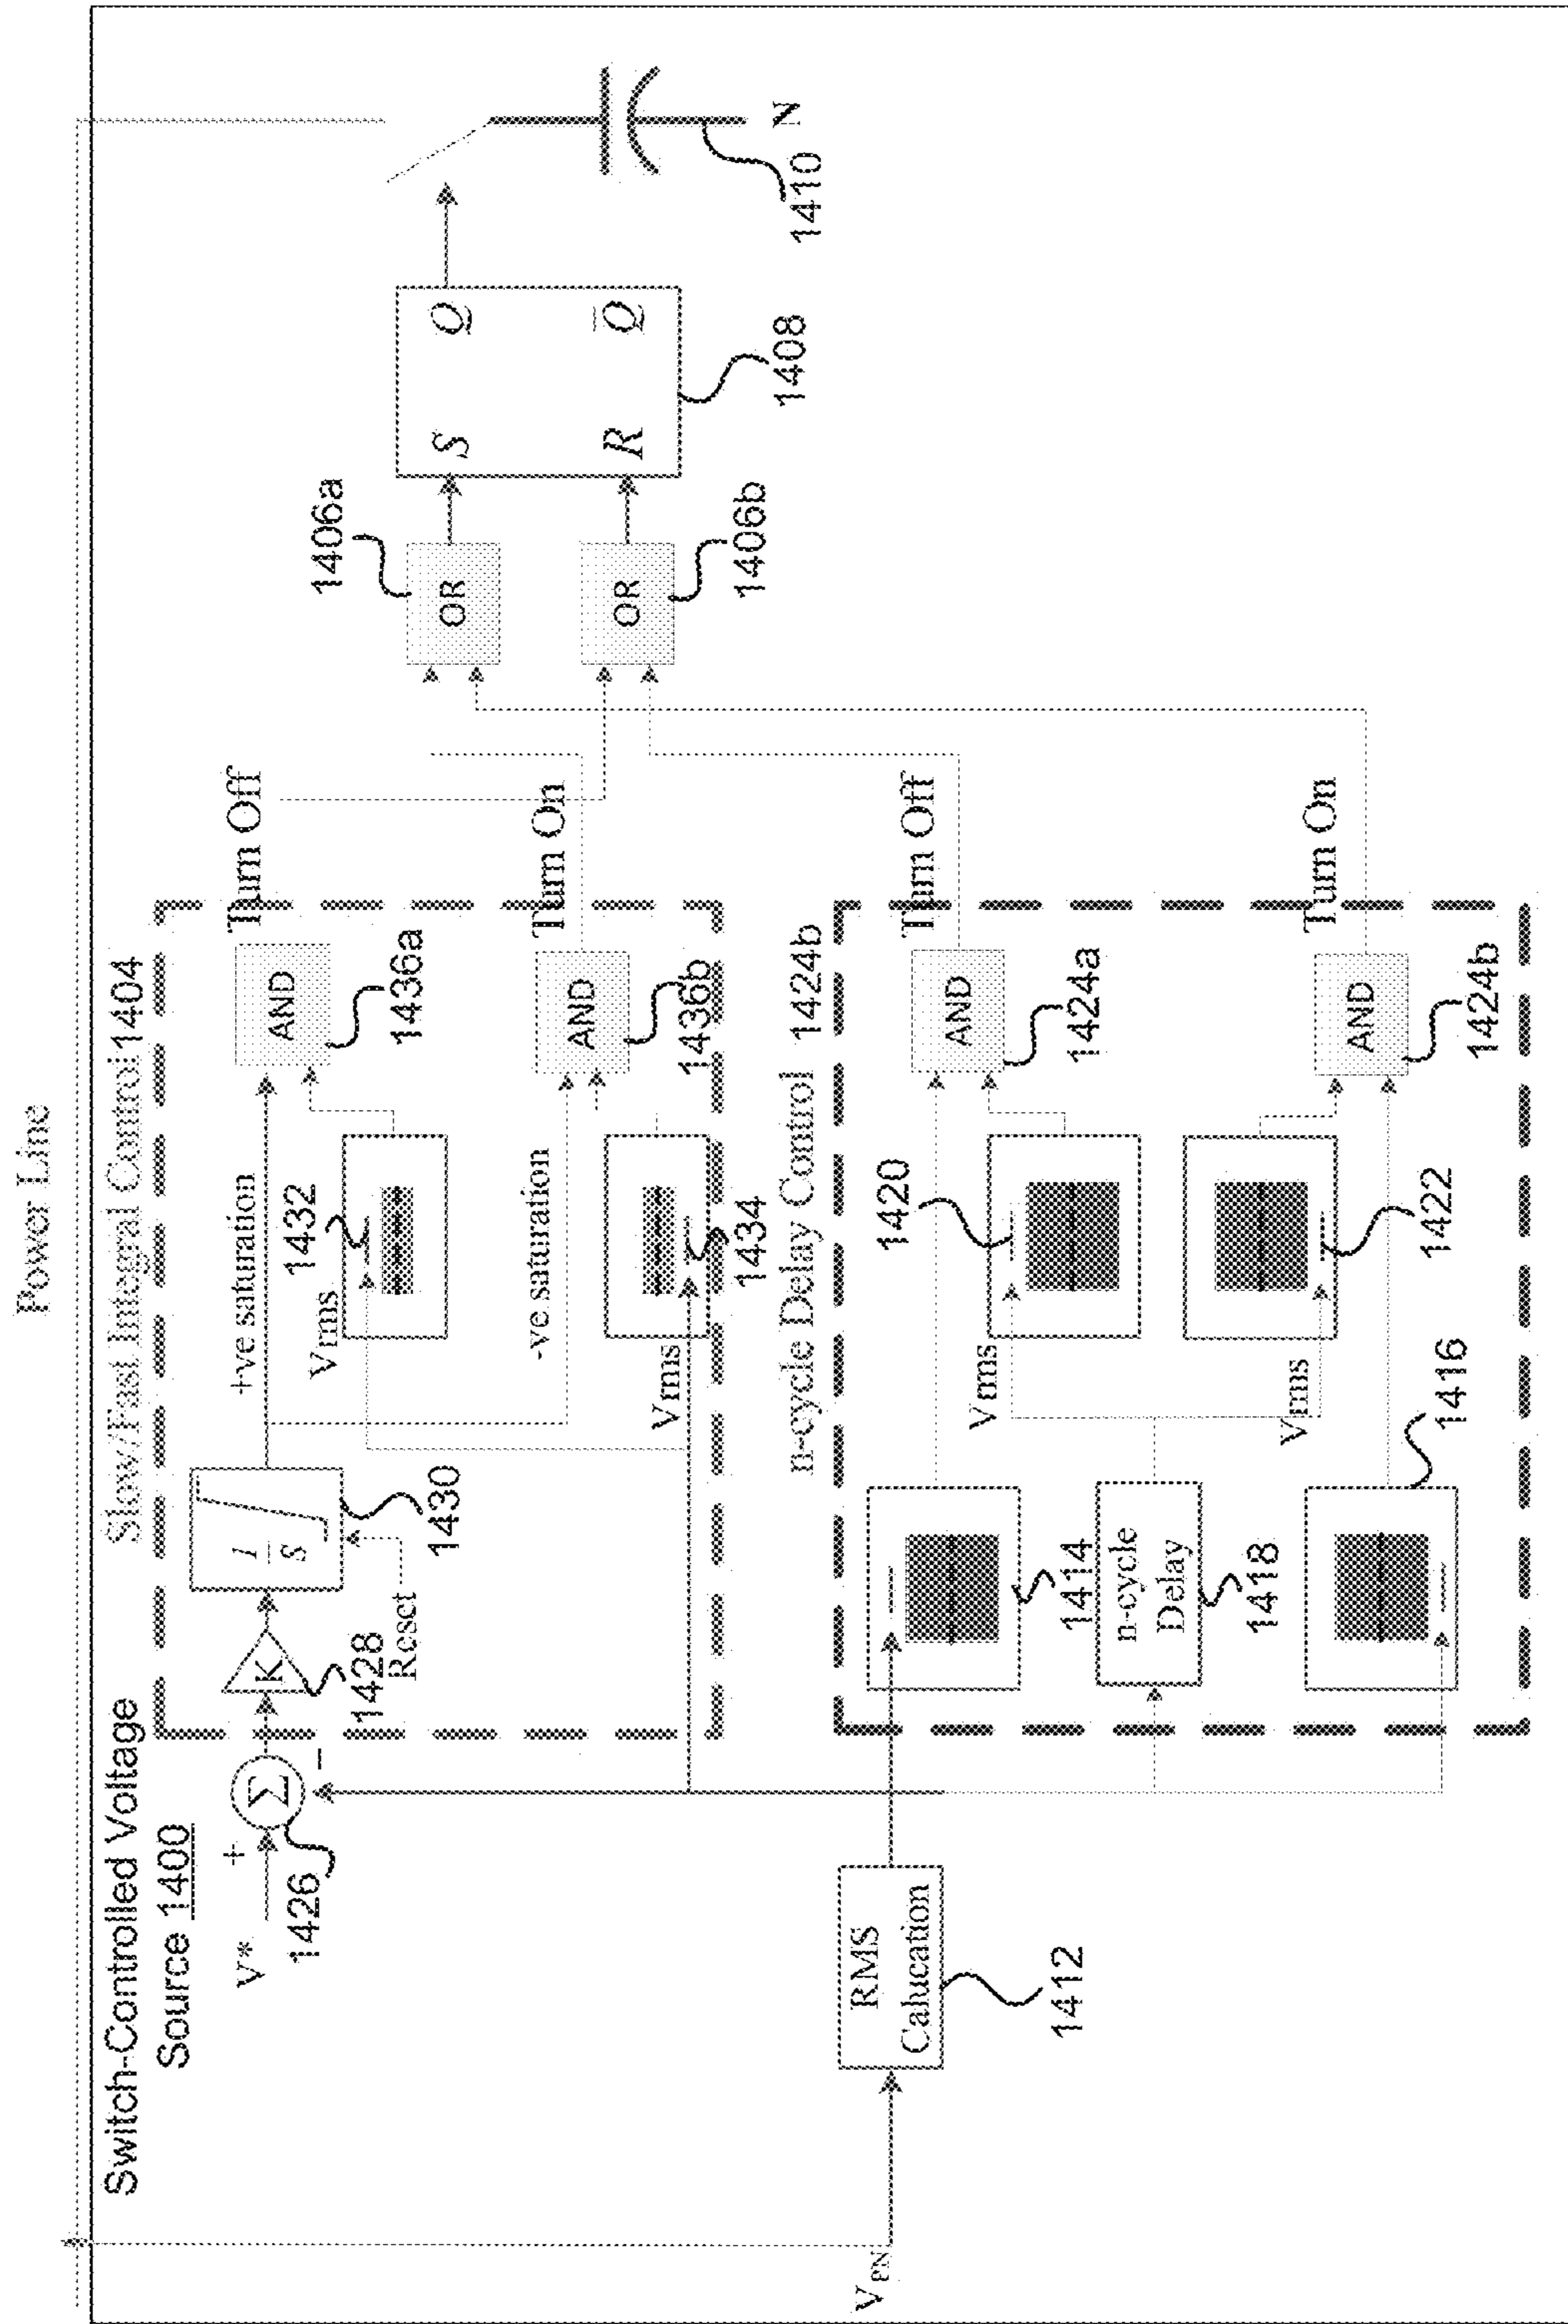 Power Line
Switch-Controlled Voltage
Source 1400
Slow/Fast Integral Control 1404
V*
+
Σ
-
1426
K
1428
1
S
1430
Reset
+ve saturation
Vrms
1432
-ve saturation
Vrms
1434
AND
1436a
AND
1436b
Turn Off
Turn On
OR
1406a
OR
1406b
S
R
Q
Q̅
1408
1410
N
VPN
RMS
Calucation
1412
n-cycle Delay Control 1424b
1414
n-cycle
Delay
1418
1416
Vrms
1420
Vrms
1422
AND
1424a
AND
1424b
Turn Off
Turn On